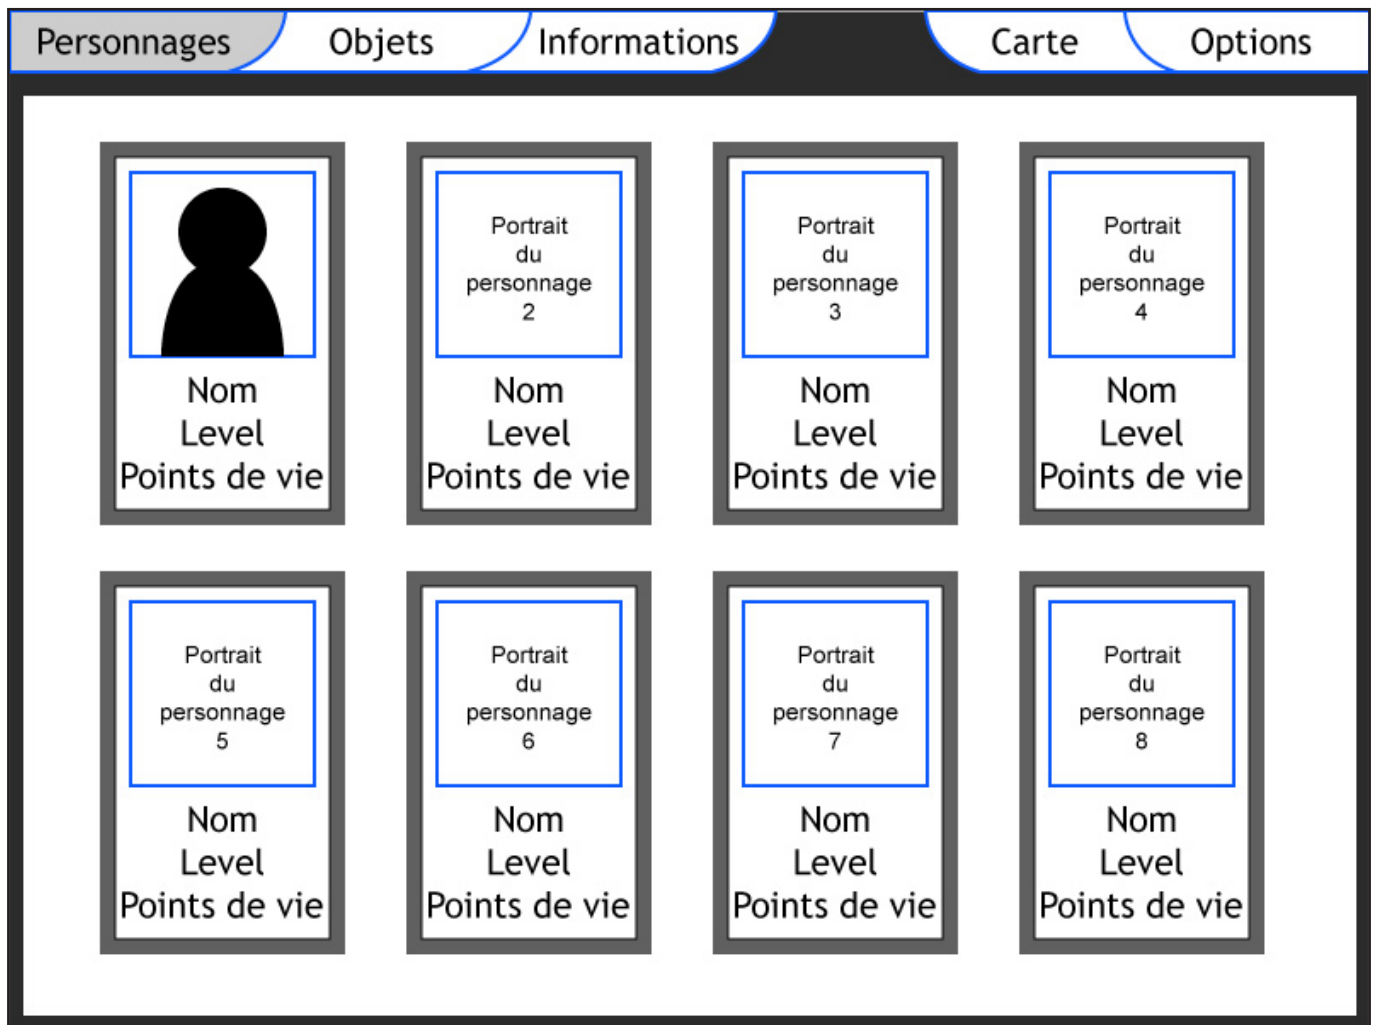 Personnages Objets Informations Carte Options
Portrait
du
personnage
2
Portrait
du
personnage
3
Portrait
du
personnage
4
Nom
Level
Points de vie
Nom
Level
Points de vie
Nom
Level
Points de vie
Nom
Level
Points de vie
Portrait
du
personnage
5
Portrait
du
personnage
6
Portrait
du
personnage
7
Portrait
du
personnage
8
Nom
Level
Points de vie
Nom
Level
Points de vie
Nom
Level
Points de vie
Nom
Level
Points de vie